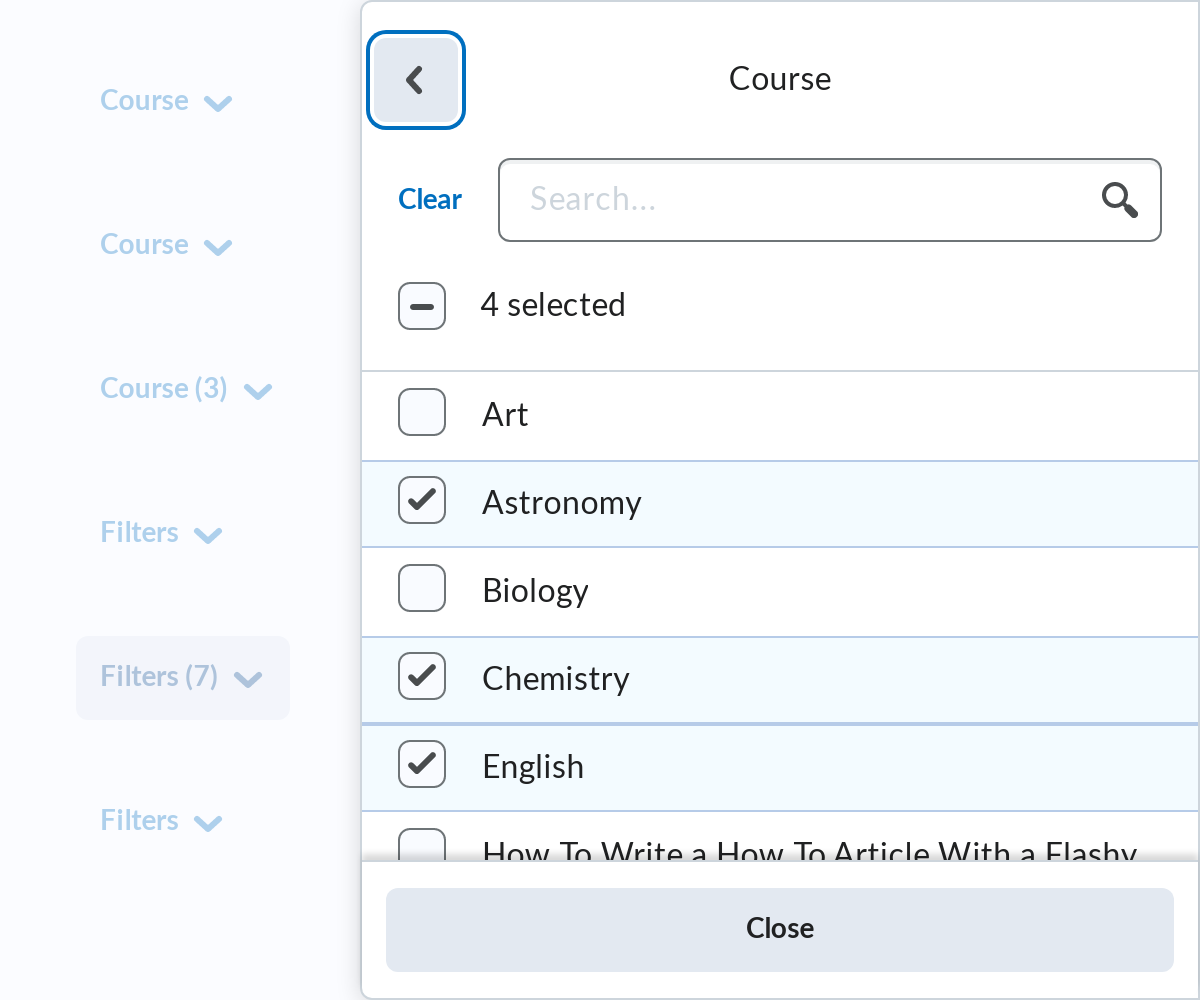 Course
Course
Course (3)
Filters
Filters (7)
Filters
Course
Clear
Search...
4 selected
Art
Astronomy
Biology
Chemistry
English
How To Write a How To Article With a Flashy
Close